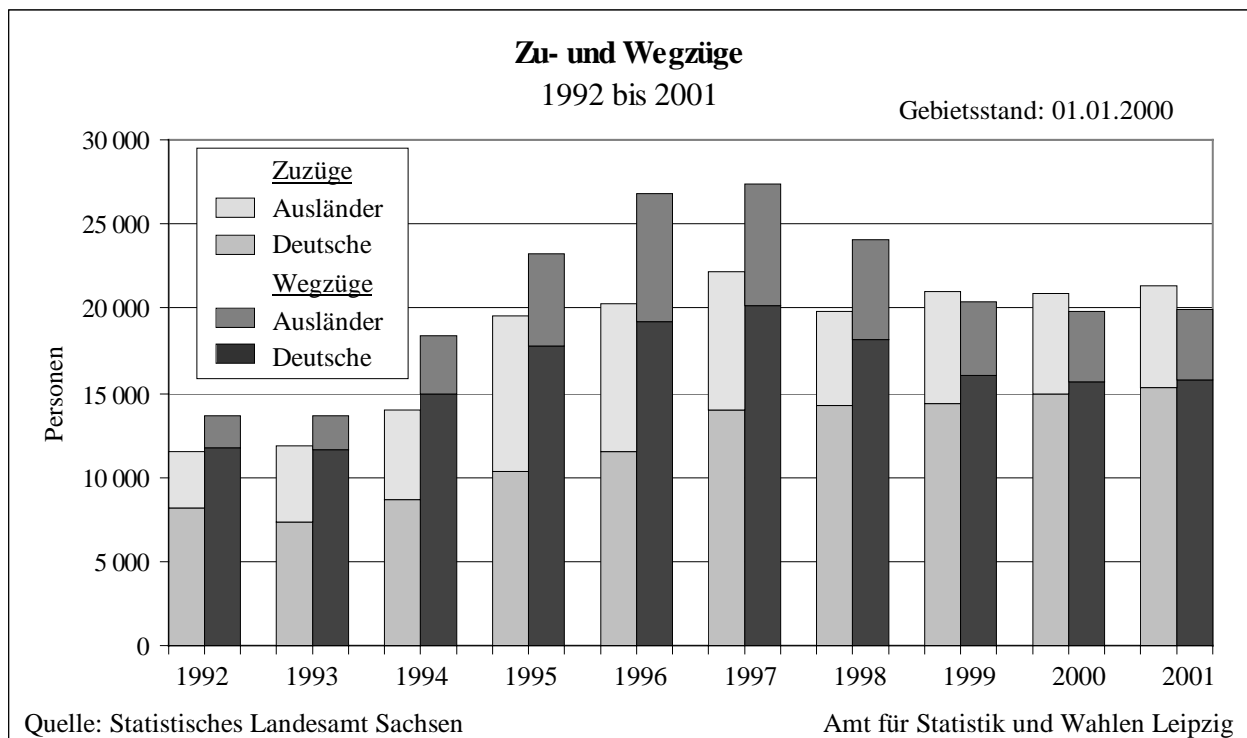 Zu- und Wegzüge
1992 bis 2001
Gebietsstand: 01.01.2000
Personen
30 000
25 000
20 000
15 000
10 000
5 000
0
Zuzüge
Ausländer
Deutsche
Wegzüge
Ausländer
Deutsche
1992 1993 1994 1995 1996 1997 1998 1999 2000 2001
Quelle: Statistisches Landesamt Sachsen
Amt für Statistik und Wahlen Leipzig